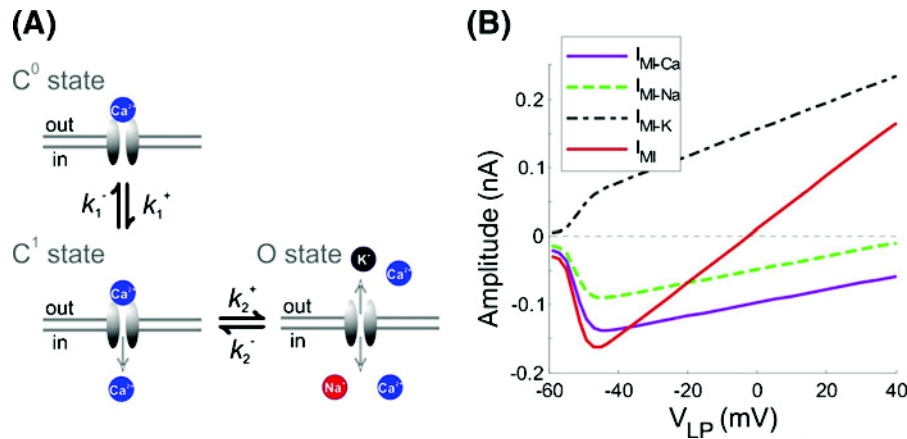 (A)
C⁰ state
Ca²⁺
out
in
k₁⁻ k₁⁺
C¹ state
Ca²⁺
out
in
Ca²⁺
k₂⁺
k₂⁻
O state
K⁺
Ca²⁺
out
in
Na⁺
Ca²⁺
(B)
I_MI-Ca
I_MI-Na
I_MI-K
I_MI
Amplitude (nA)
0.2
0.1
0
-0.1
-0.2
-60 -40 -20 0 20 40
V_LP (mV)